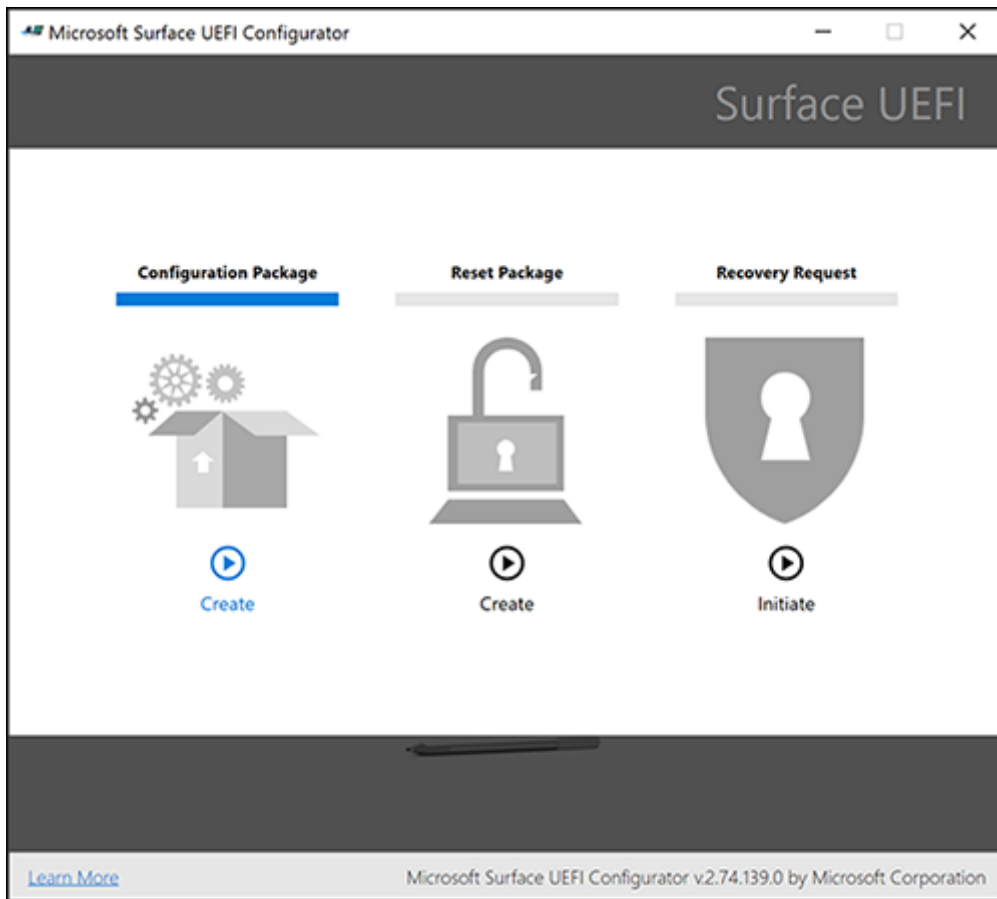 Microsoft Surface UEFI Configurator
Surface UEFI
Configuration Package
Reset Package
Recovery Request
Create
Create
Initiate
Learn More
Microsoft Surface UEFI Configurator v.2.74.139.0 by Microsoft Corporation